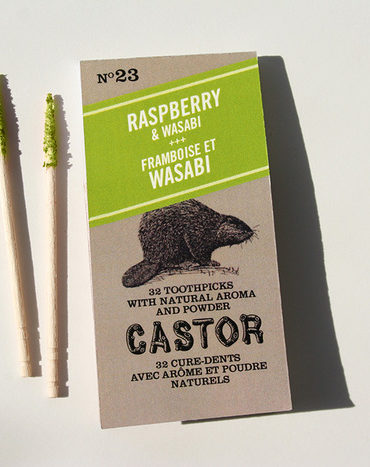 Nº23
RASPBERRY
& WASABI
+++
FRAMBOISE ET
WASABI
32 TOOTHPICKS
WITH NATURAL AROMA
AND POWDER
CASTOR
32 CURE-DENTS
AVEC ARÔME ET POUDRE
NATURELS